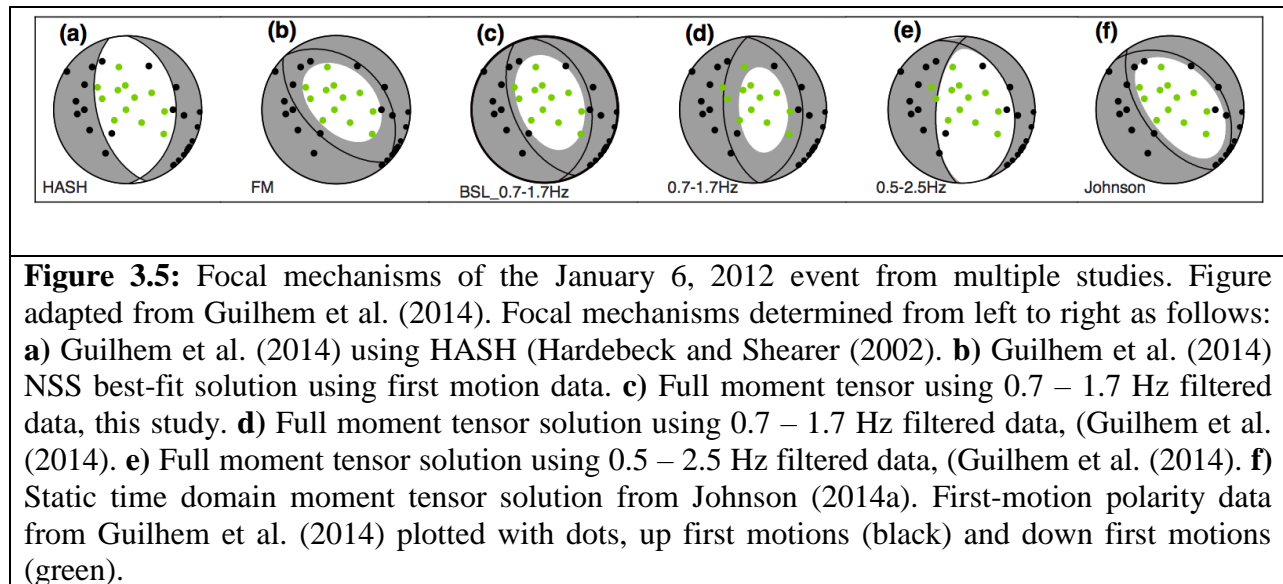 (a) (b) (c) (d) (e) (f)
HASH FM BSL_0.7-1.7Hz 0.7-1.7Hz 0.5-2.5Hz Johnson
Figure 3.5: Focal mechanisms of the January 6, 2012 event from multiple studies. Figure
adapted from Guilhem et al. (2014). Focal mechanisms determined from left to right as follows:
a) Guilhem et al. (2014) using HASH (Hardebeck and Shearer (2002). b) Guilhem et al. (2014)
NSS best-fit solution using first motion data. c) Full moment tensor using 0.7 – 1.7 Hz filtered
data, this study. d) Full moment tensor solution using 0.7 – 1.7 Hz filtered data, (Guilhem et al.
(2014). e) Full moment tensor solution using 0.5 – 2.5 Hz filtered data, (Guilhem et al. (2014). f)
Static time domain moment tensor solution from Johnson (2014a). First-motion polarity data
from Guilhem et al. (2014) plotted with dots, up first motions (black) and down first motions
(green).